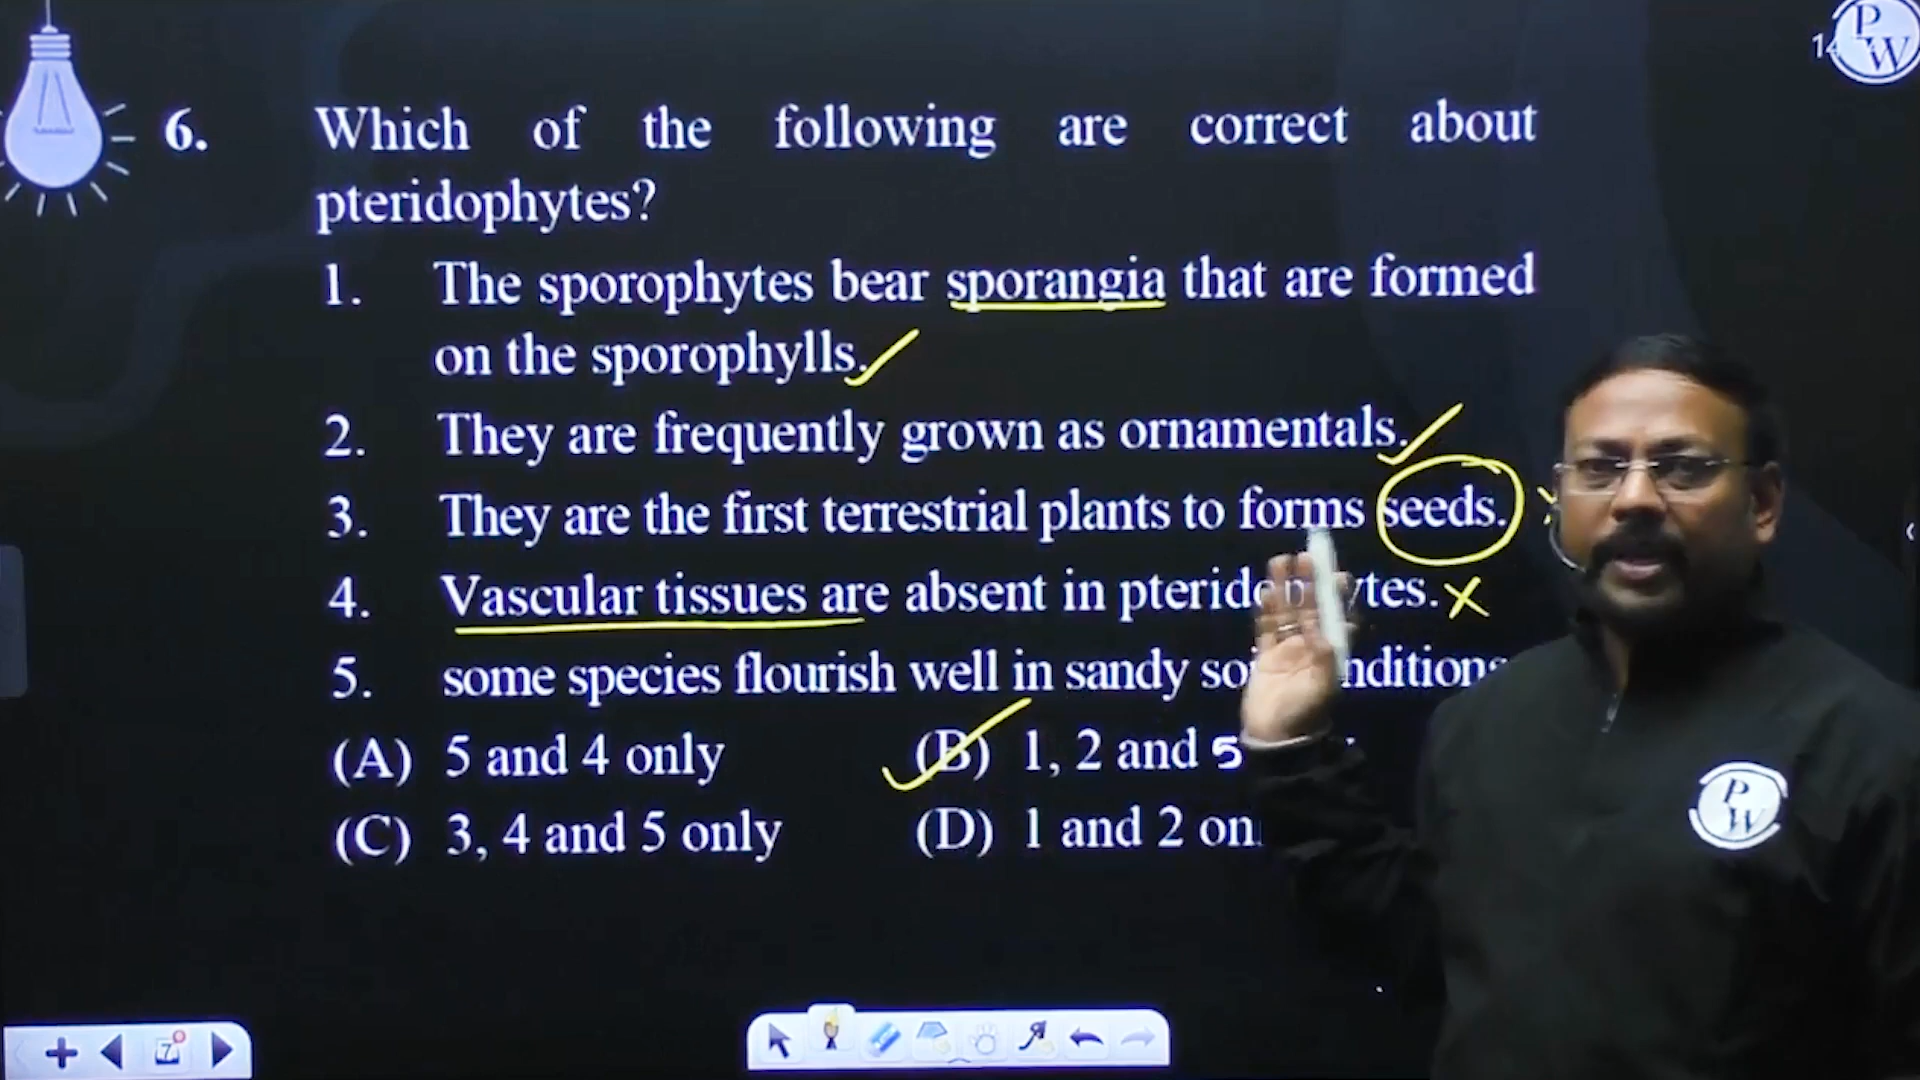 PW
6. Which of the following are correct about
pteridophytes?
1. The sporophytes bear sporangia that are formed
on the sporophylls.
2. They are frequently grown as ornamentals.
3. They are the first terrestrial plants to forms seeds.
4. Vascular tissues are absent in
5. some species flourish well in sandy
(A) 5 and 4 only (B) 1, 2 and 5
(C) 3, 4 and 5 only (D) 1 and 2
PW
7